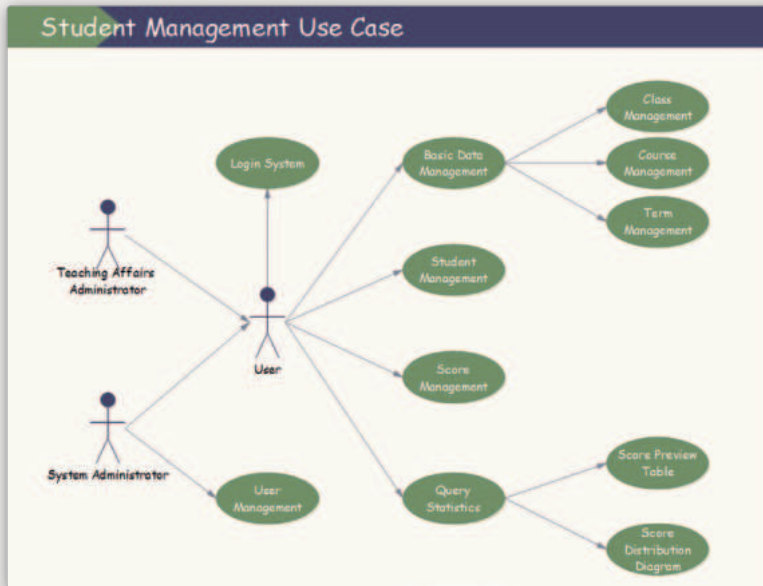 Student Management Use Case
Class
Management
Login System
Basic Data
Management
Course
Management
Term
Management
Teaching Affairs
Administrator
Student
Management
User
Score
Management
System Administrator
User
Management
Query
Statistics
Score Preview
Table
Score
Distribution
Diagram